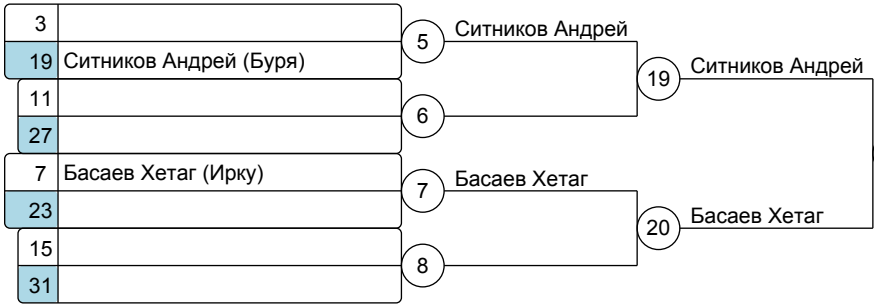 3
5 Ситников Андрей
19 Ситников Андрей (Буря)
19 Ситников Андрей
11
6
27
7 Басаев Хетаг (Ирку)
7 Басаев Хетаг
23
20 Басаев Хетаг
15
8
31